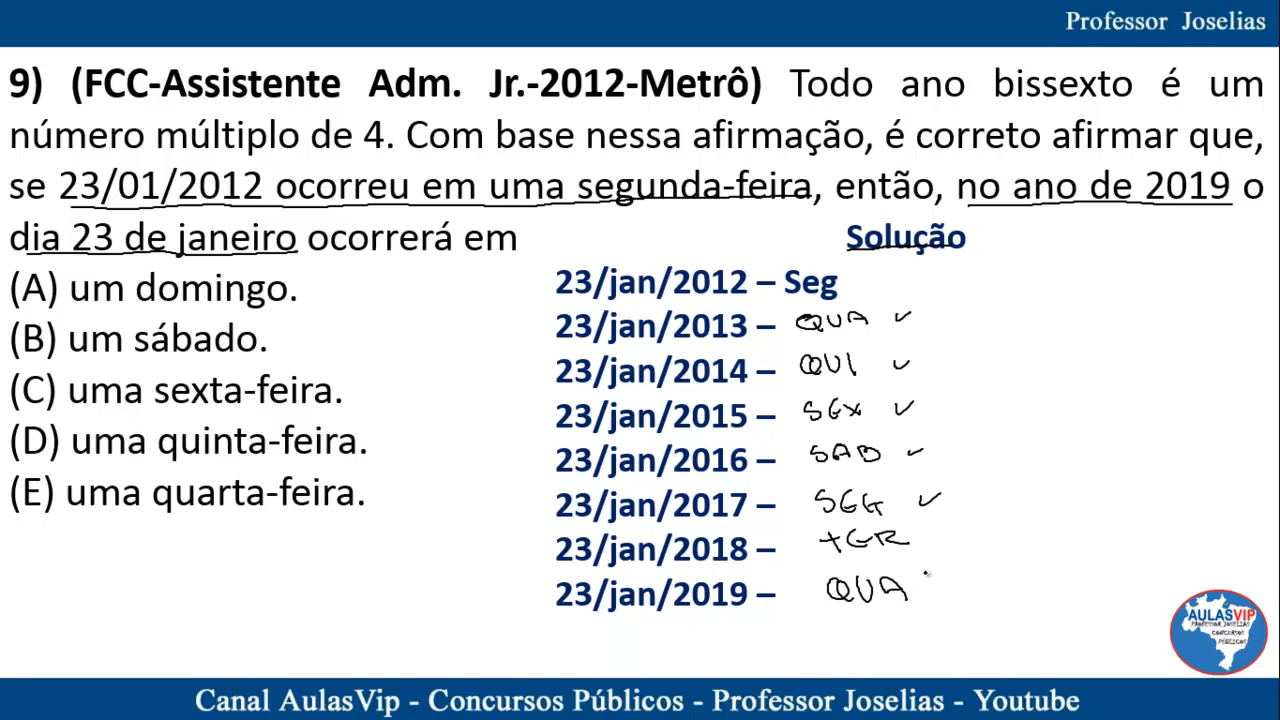 Professor Joselias
9) (FCC-Assistente Adm. Jr.-2012-Metrô) Todo ano bissexto é um
número múltiplo de 4. Com base nessa afirmação, é correto afirmar que,
se 23/01/2012 ocorreu em uma segunda-feira, então, no ano de 2019 o
dia 23 de janeiro ocorrerá em
(A) um domingo.
(B) um sábado.
(C) uma sexta-feira.
(D) uma quinta-feira.
(E) uma quarta-feira.
Solução
23/jan/2012 – Seg
23/jan/2013 – QUA
23/jan/2014 – QUI
23/jan/2015 – SEX
23/jan/2016 – SAB
23/jan/2017 – SEG
23/jan/2018 – TER
23/jan/2019 – QUA
AULASVIP
PROFESSOR JOSELIAS
CONCURSOS
PÚBLICOS
Canal AulasVip - Concursos Públicos - Professor Joselias - Youtube